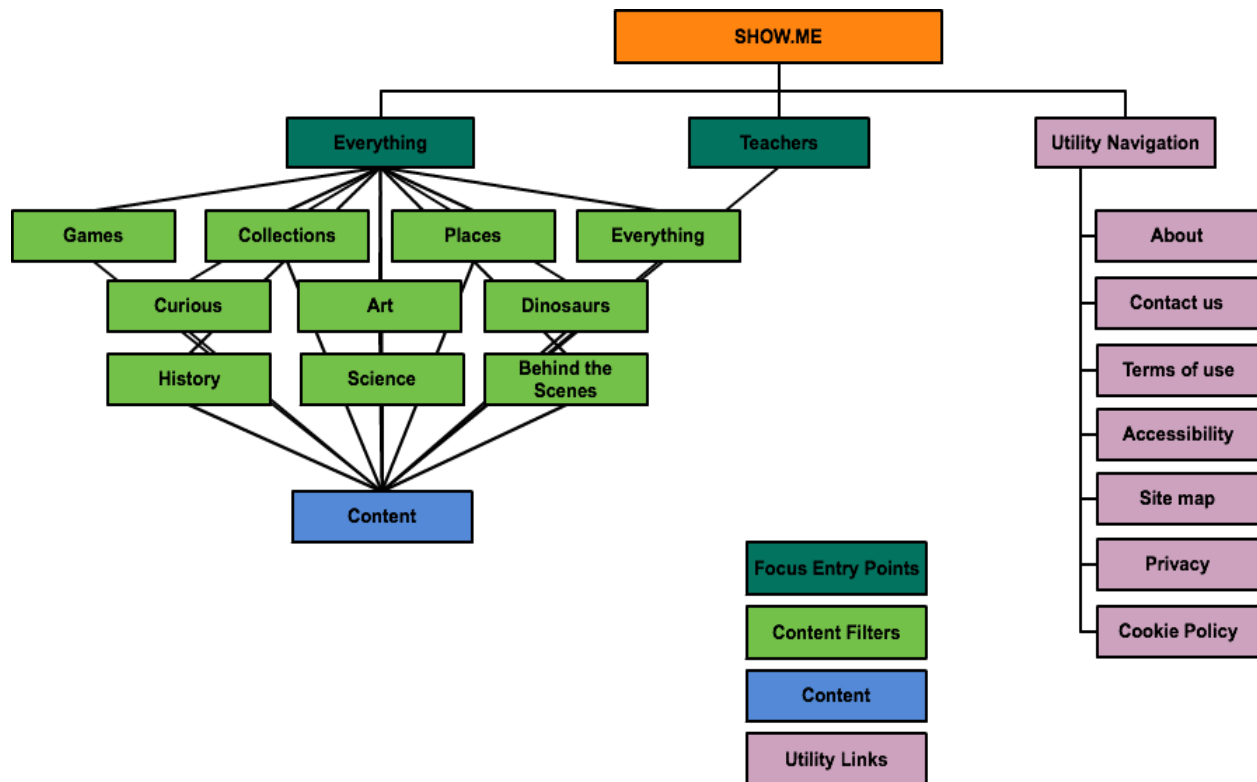 SHOW.ME
Everything
Teachers
Utility Navigation
Games
Collections
Places
Everything
About
Curious
Art
Dinosaurs
Contact us
History
Science
Behind the
Scenes
Terms of use
Accessibility
Content
Site map
Focus Entry Points
Privacy
Content Filters
Cookie Policy
Content
Utility Links